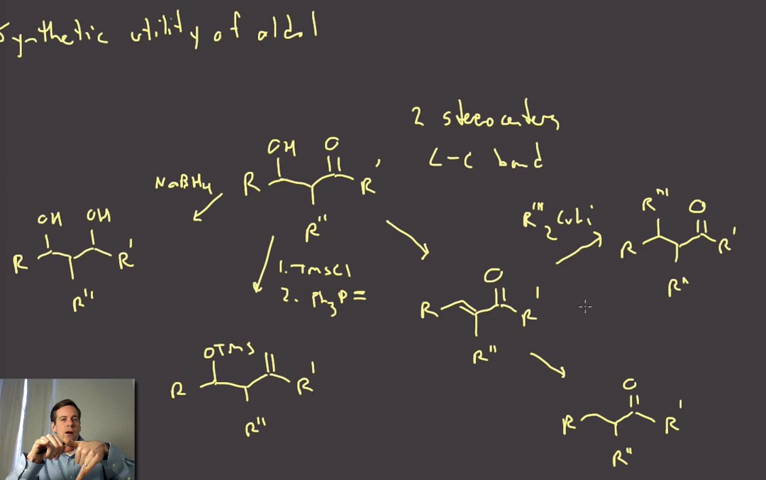 Synthetic utility of aldol
2 stereocenters
C-C bond
OH O
R R'
R''
NaBH4
OH OH
R R'
R''
1. TMSCl
2. Ph3P=
OTMS
R R'
R''
O
R R'
R''
R'''2CuLi
R''' O
R R'
R''
O
R R'
R''